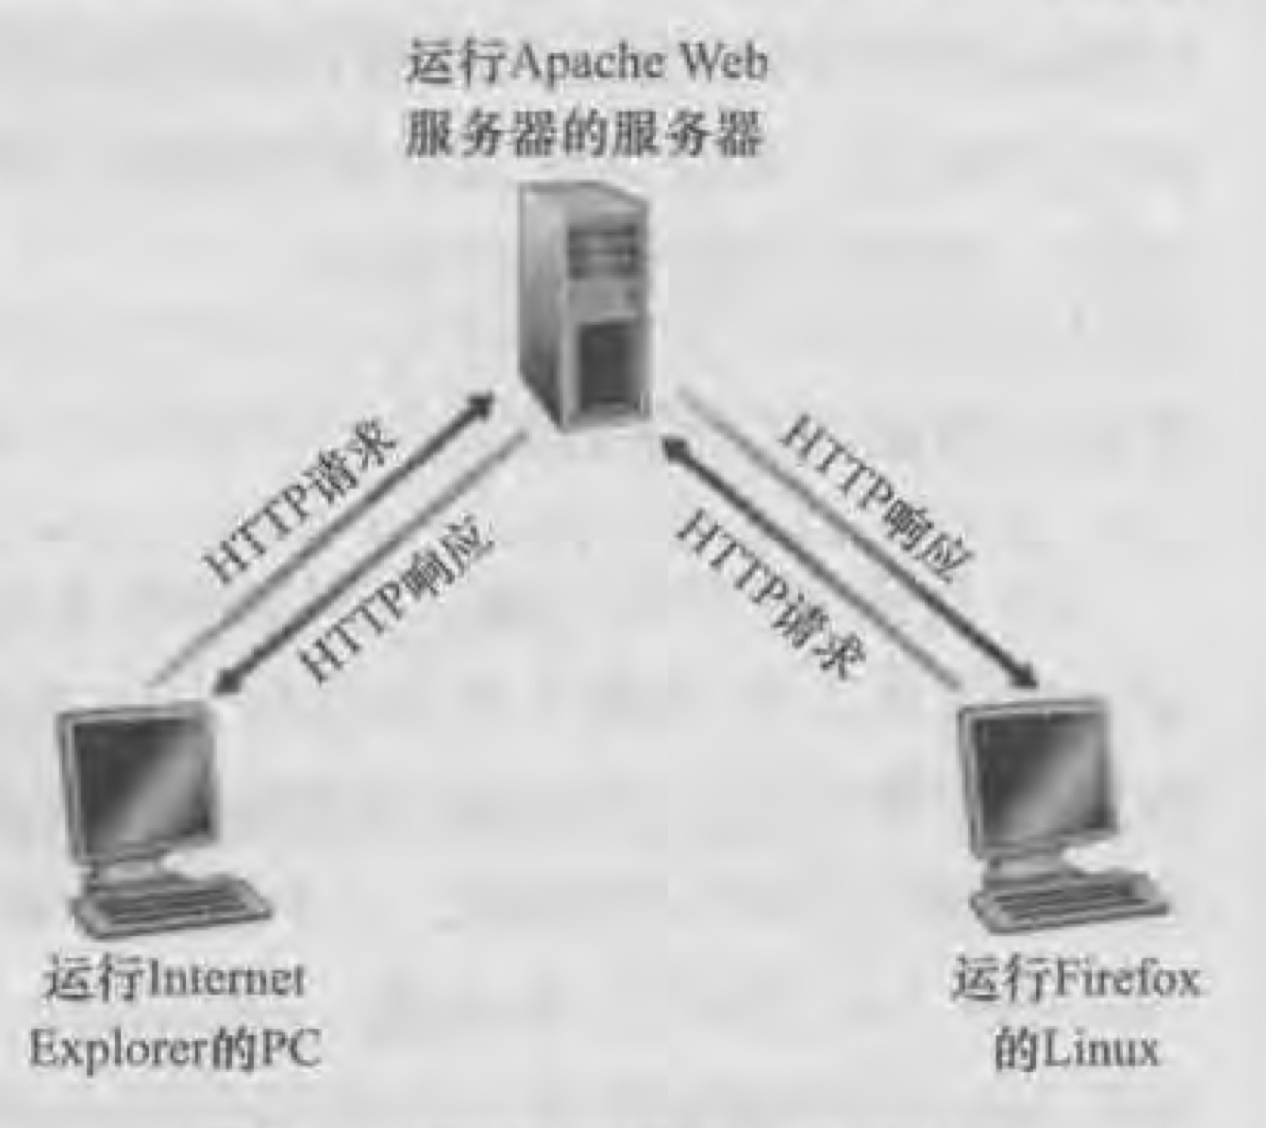 运行Apache Web
服务器的服务器
HTTP请求
HTTP响应
HTTP响应
HTTP请求
运行Internet
Explorer的PC
运行Firefox
的Linux